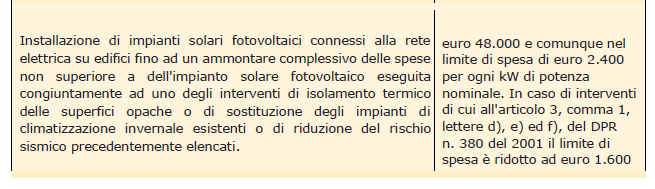 Installazione di impianti solari fotovoltaici connessi alla rete
elettrica su edifici fino ad un ammontare complessivo delle spese
non superiore a dell'impianto solare fotovoltaico eseguita
congiuntamente ad uno degli interventi di isolamento termico
delle superfici opache o di sostituzione degli impianti di
climatizzazione invernale esistenti o di riduzione del rischio
sismico precedentemente elencati.
euro 48.000 e comunque nel
limite di spesa di euro 2.400
per ogni kW di potenza
nominale. In caso di interventi
di cui all'articolo 3, comma 1,
lettere d), e) ed f), del DPR
n. 380 del 2001 il limite di
spesa è ridotto ad euro 1.600